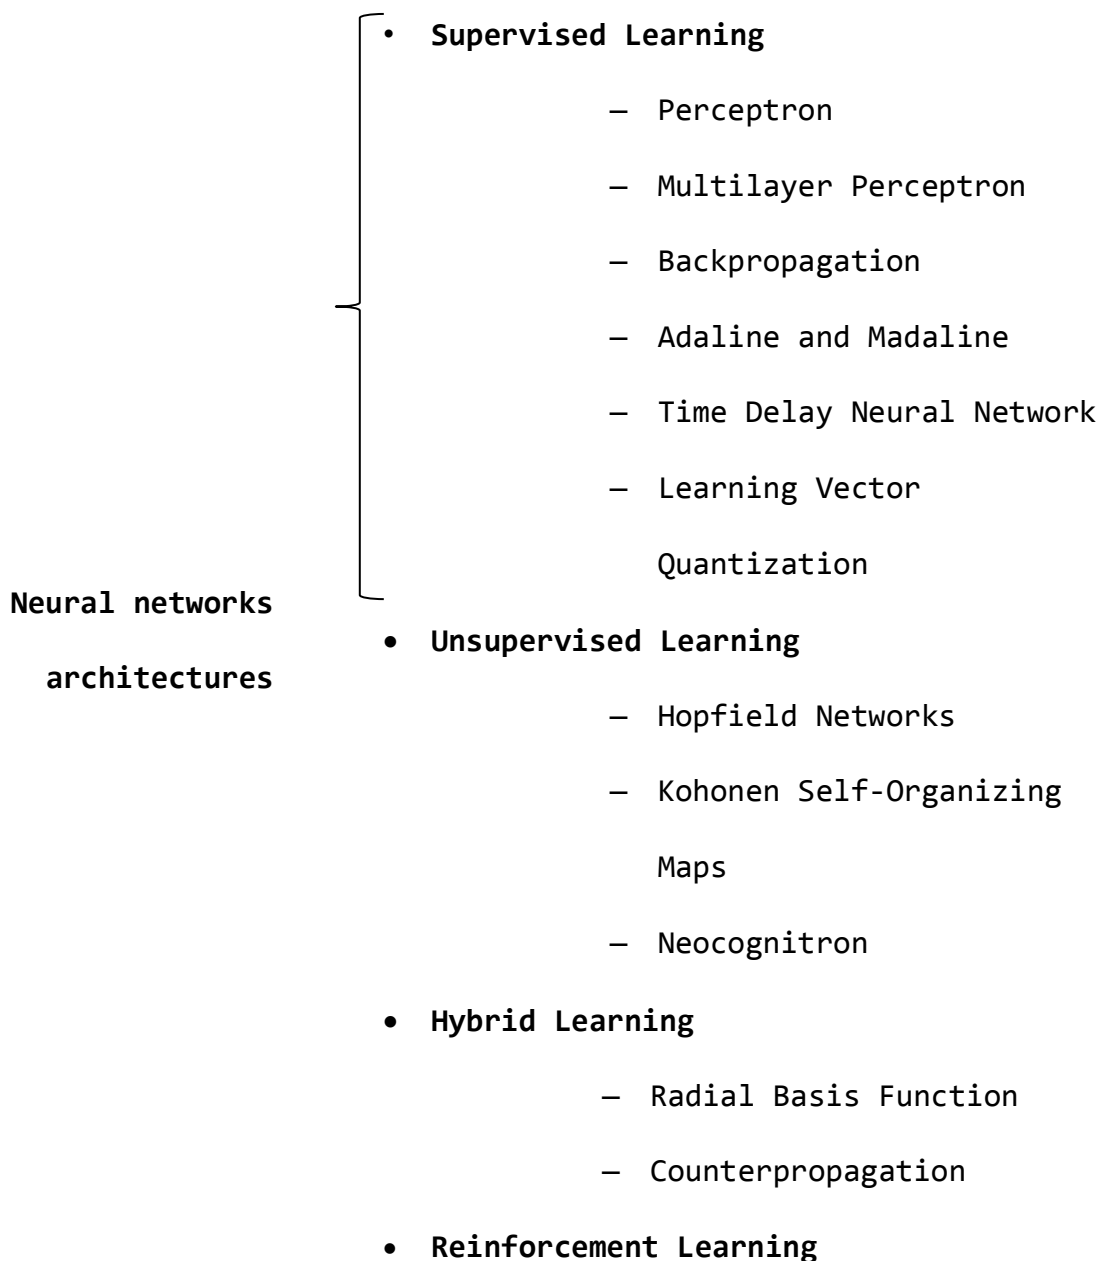 • Supervised Learning
– Perceptron
– Multilayer Perceptron
– Backpropagation
– Adaline and Madaline
– Time Delay Neural Network
– Learning Vector
Quantization
Neural networks
architectures
• Unsupervised Learning
– Hopfield Networks
– Kohonen Self-Organizing
Maps
– Neocognitron
• Hybrid Learning
– Radial Basis Function
– Counterpropagation
• Reinforcement Learning